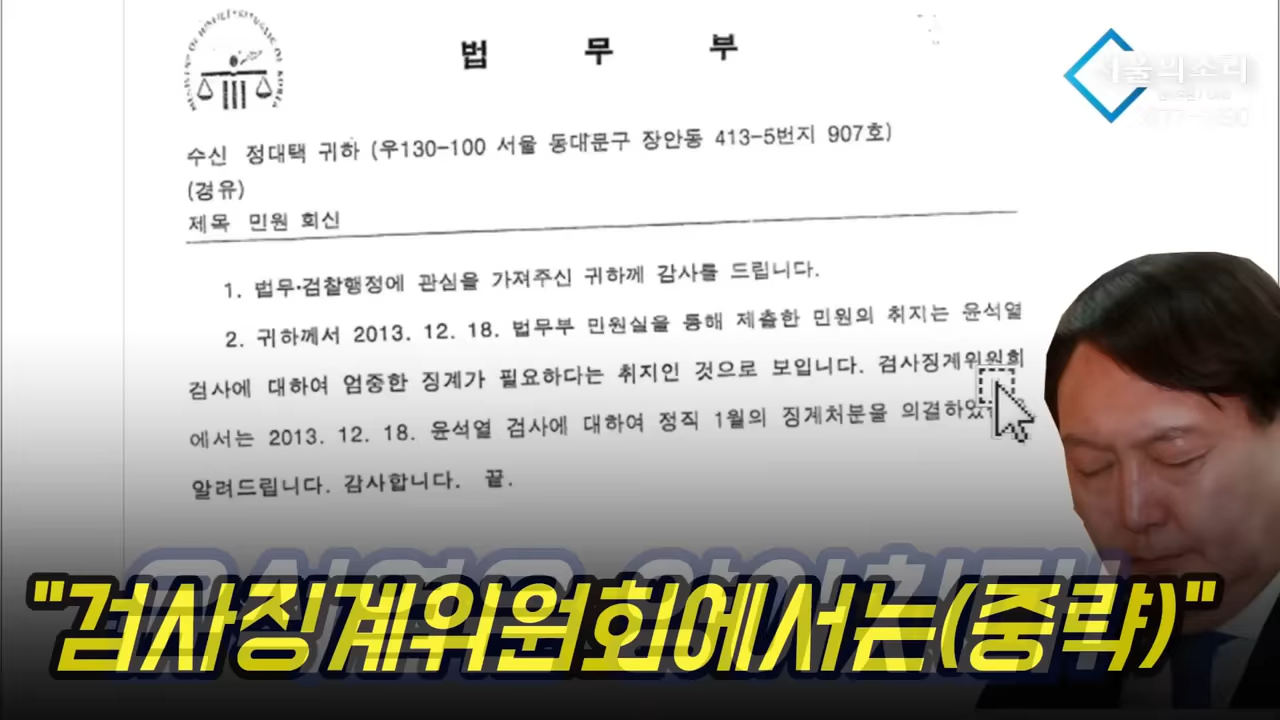 법 무 부
서울의소리
수신 정대택 귀하 (우130-100 서울 동대문구 장안동 413-5번지 907호)
(경유)
제목 민원 회신
1. 법무·검찰행정에 관심을 가져주신 귀하께 감사를 드립니다.
2. 귀하께서 2013. 12. 18. 법무부 민원실을 통해 제출한 민원의 취지는 윤석열
검사에 대하여 엄중한 징계가 필요하다는 취지인 것으로 보입니다. 검사징계위원회
에서는 2013. 12. 18. 윤석열 검사에 대하여 정직 1월의 징계처분을 의결하였
알려드립니다. 감사합니다. 끝.
"검사징계위원회에서는(중략)"